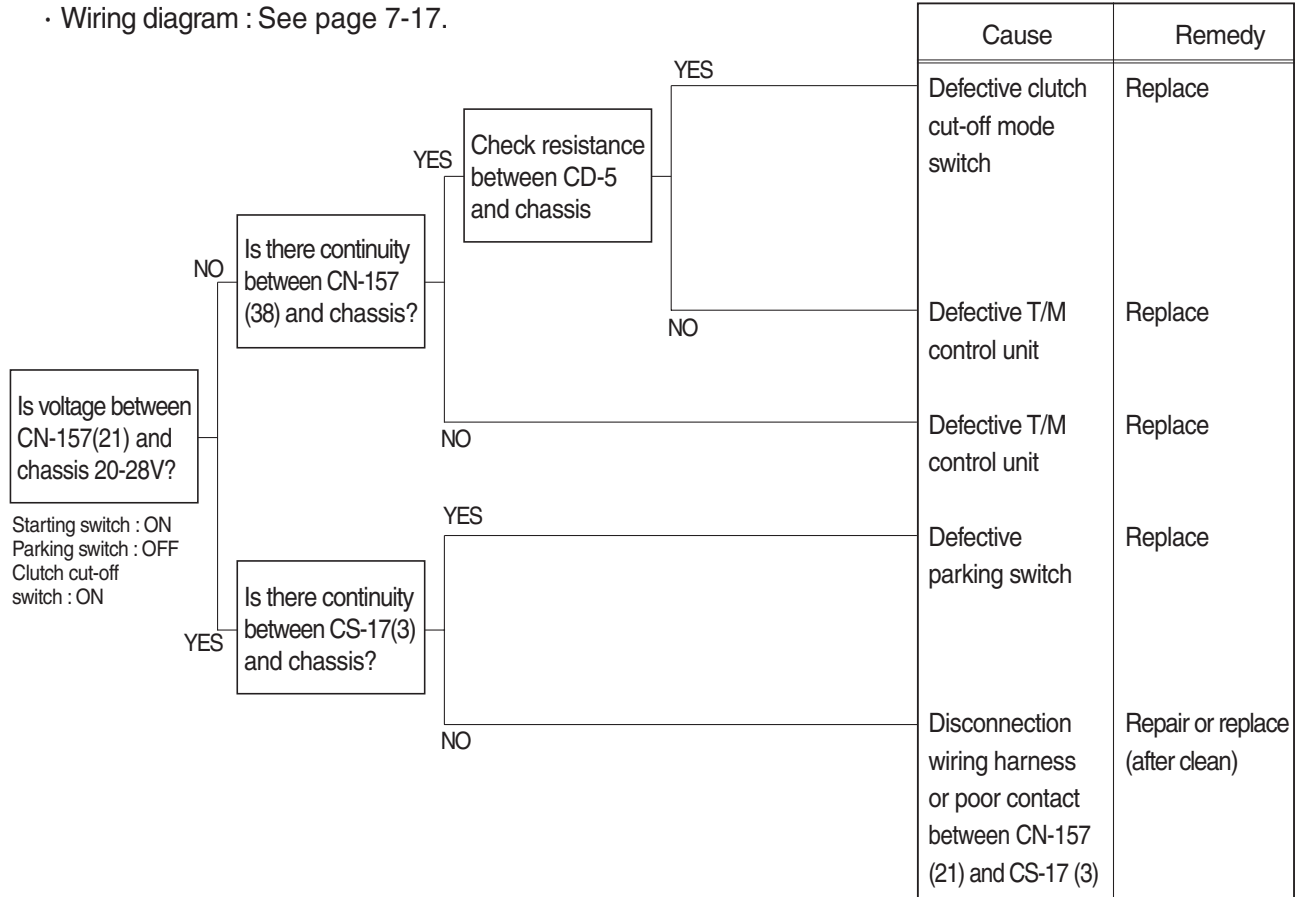 · Wiring diagram : See page 7-17.
Cause
Remedy
YES
Defective clutch
cut-off mode
switch
Replace
YES
Check resistance
between CD-5
and chassis
NO
Is there continuity
between CN-157
(38) and chassis?
NO
Defective T/M
control unit
Replace
Is voltage between
CN-157(21) and
chassis 20-28V?
NO
Defective T/M
control unit
Replace
Starting switch : ON
Parking switch : OFF
Clutch cut-off
switch : ON
YES
Defective
parking switch
Replace
YES
Is there continuity
between CS-17(3)
and chassis?
NO
Disconnection
wiring harness
or poor contact
between CN-157
(21) and CS-17 (3)
Repair or replace
(after clean)